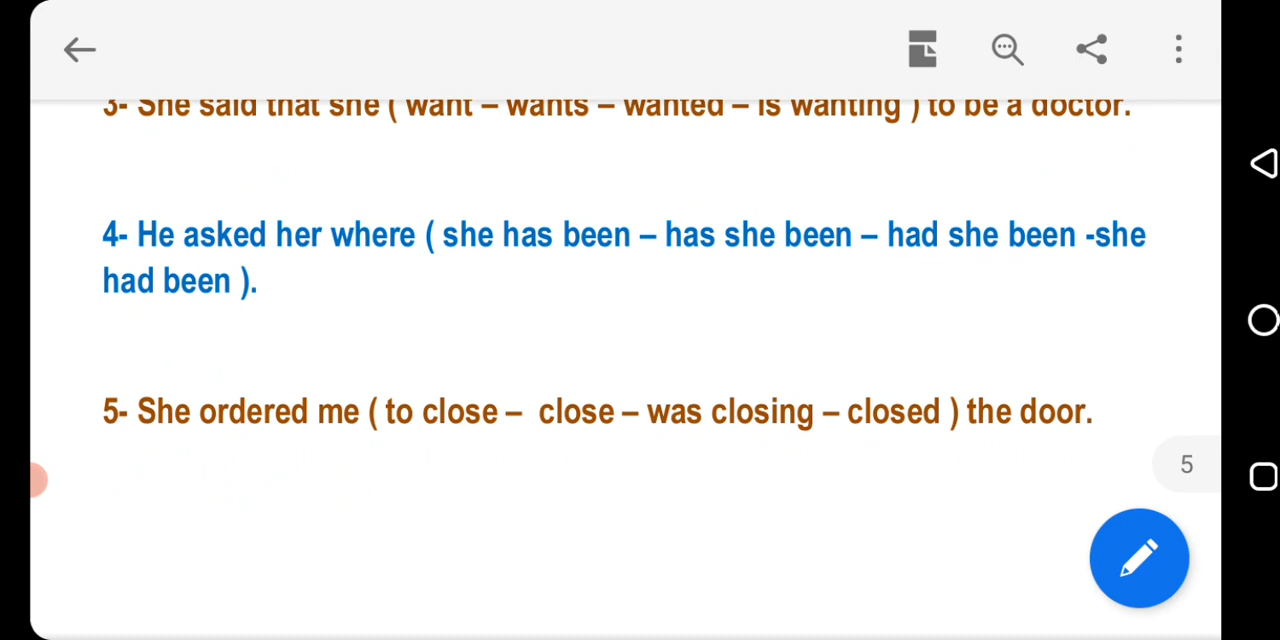 3- She said that she ( want – wants – wanted – is wanting ) to be a doctor.
4- He asked her where ( she has been – has she been – had she been -she
had been ).
5- She ordered me ( to close –  close – was closing – closed ) the door.
5